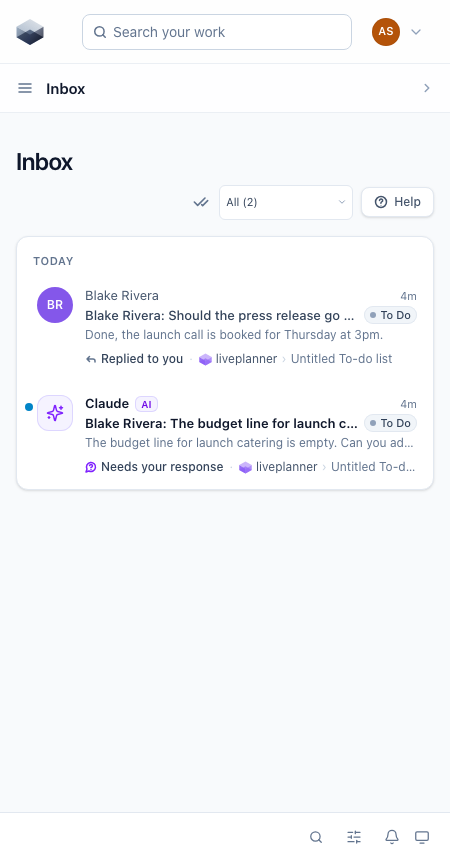 Search your work
AS
Inbox
Inbox
All (2)
Help
TODAY
BR
Blake Rivera
4m
Blake Rivera: Should the press release go ...
To Do
Done, the launch call is booked for Thursday at 3pm.
Replied to you · liveplanner › Untitled To-do list
Claude
AI
4m
Blake Rivera: The budget line for launch c...
To Do
The budget line for launch catering is empty. Can you ad...
Needs your response · liveplanner › Untitled To-d...